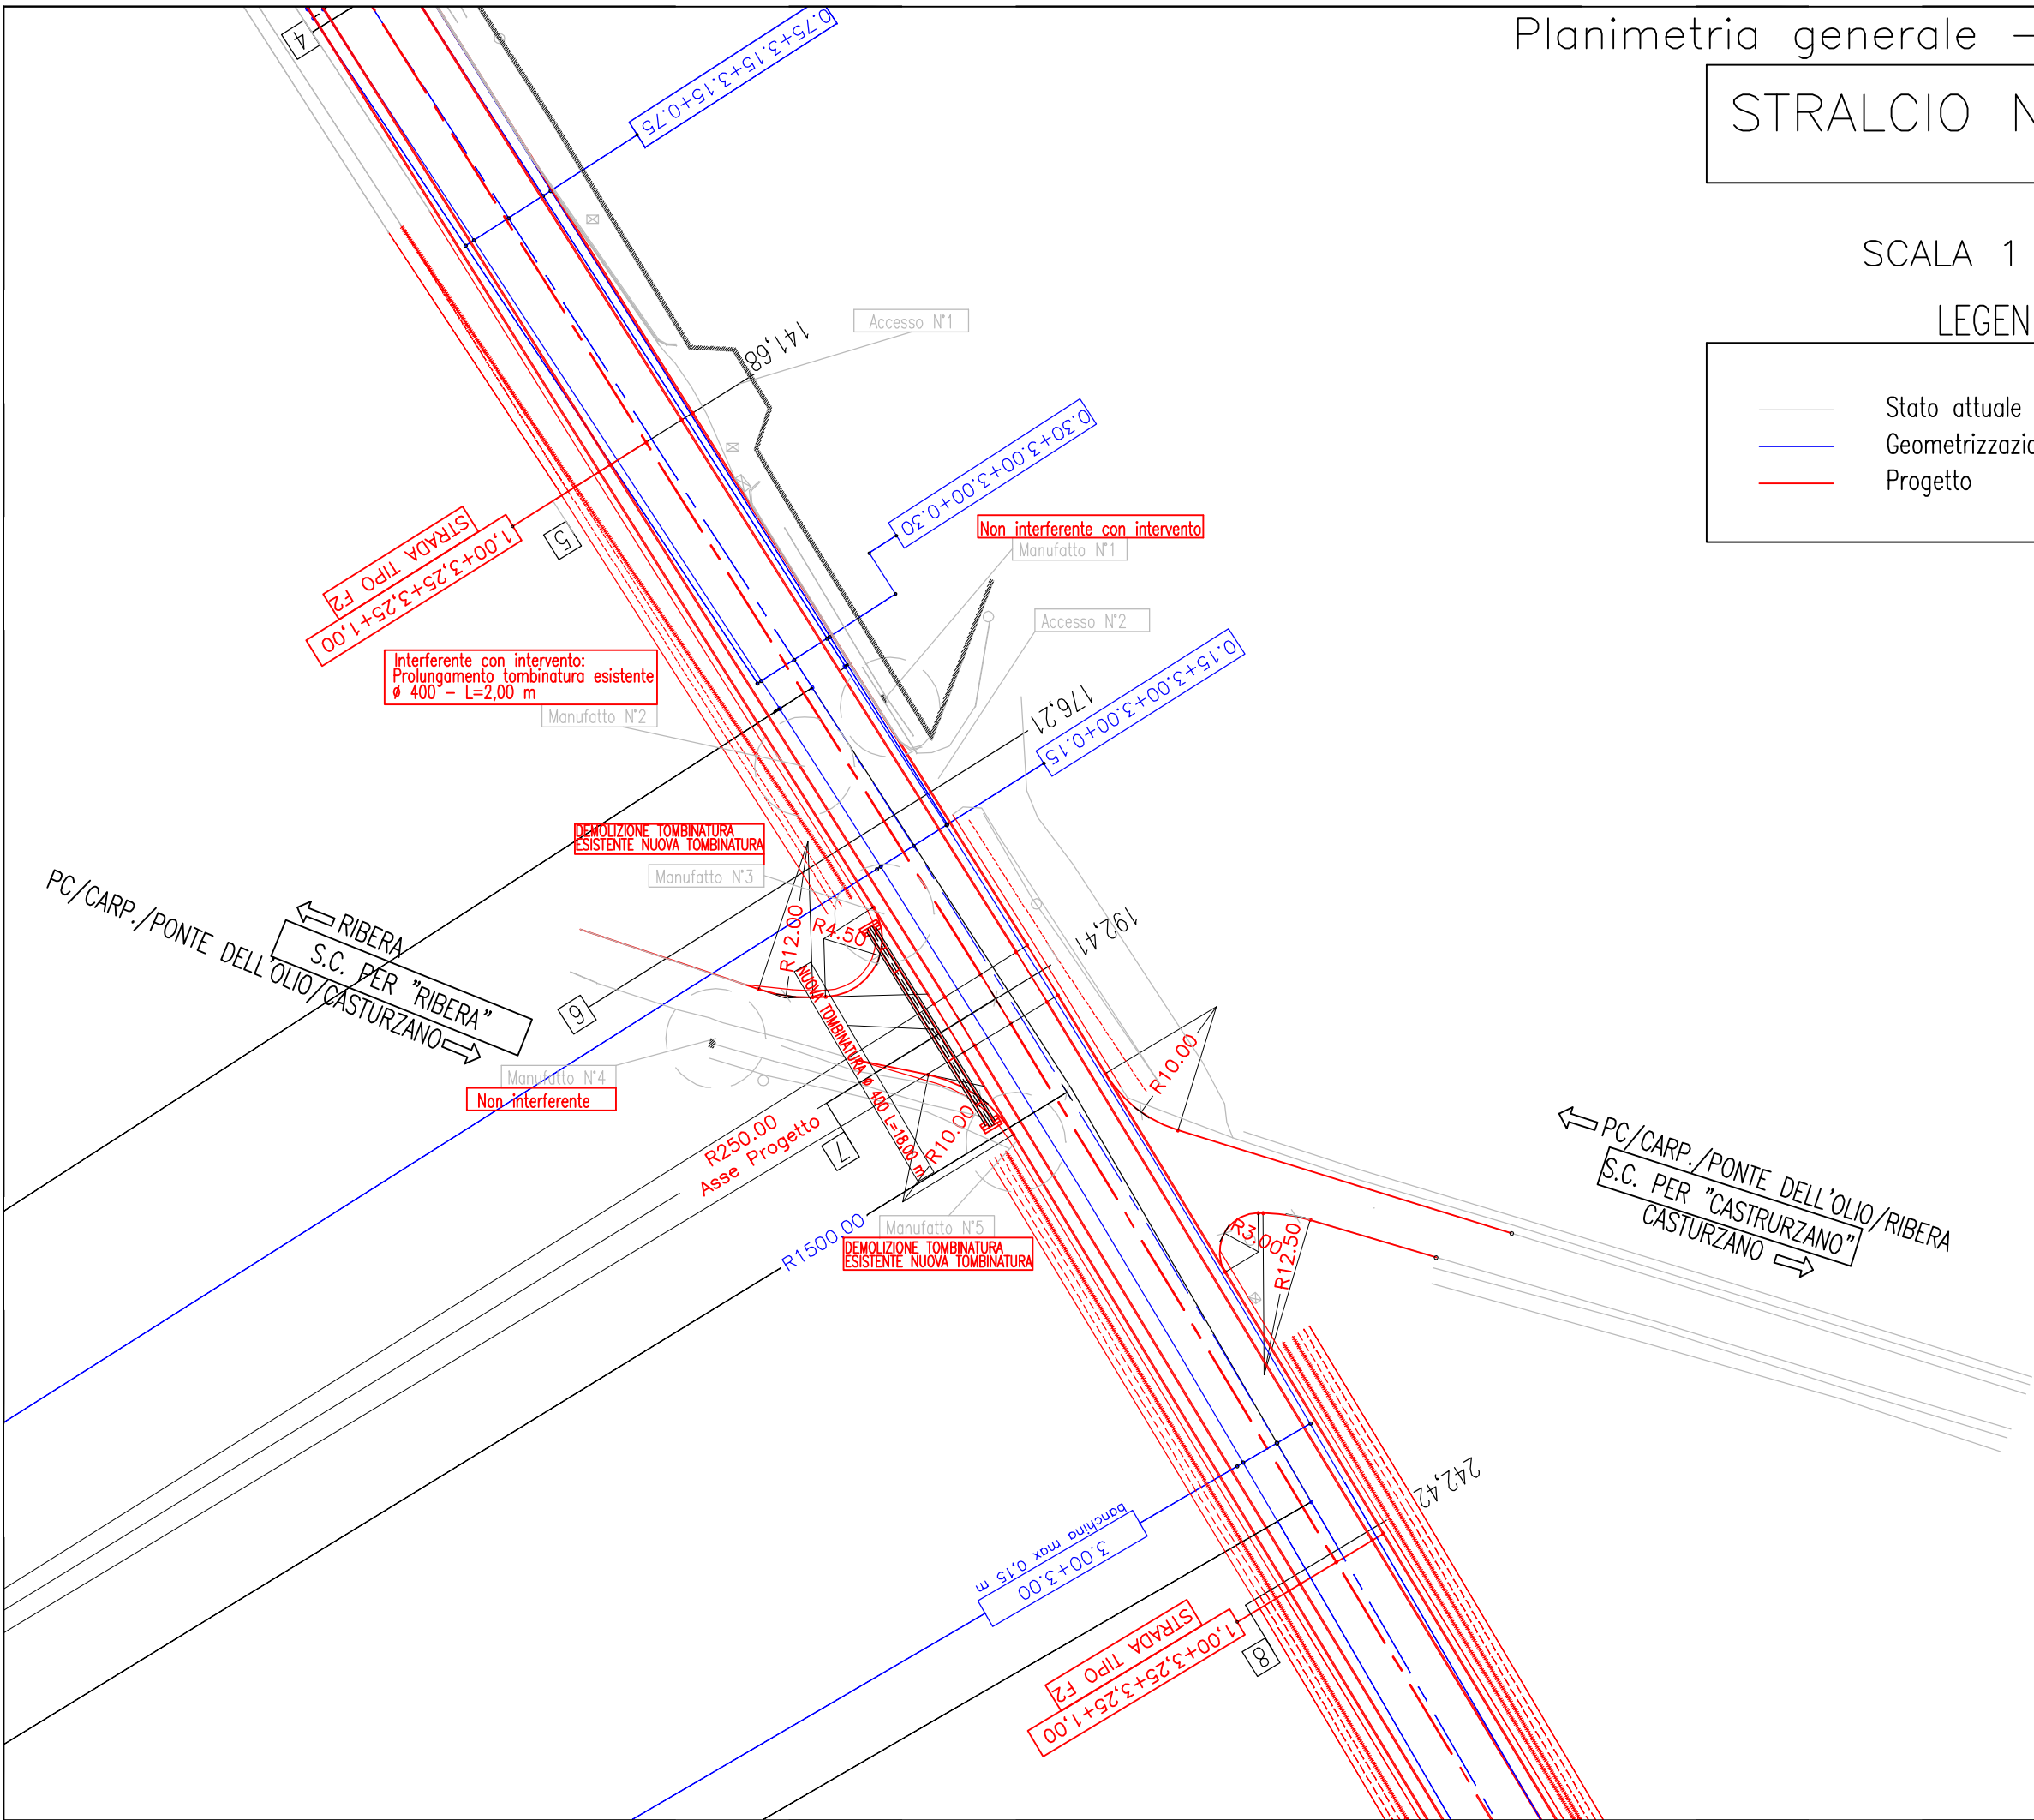 Planimetria generale –
STRALCIO N
SCALA 1
LEGEN
Stato attuale
Geometrizzazio
Progetto
4
0.75+3.15+3.15+0.75
Accesso N°1
141,68
0.30+3.00+3.00+0.30
Non interferente con intervento
Manufatto N°1
STRADA TIPO F2
1,00+3,25+3,25+1,00
5
Accesso N°2
Interferente con intervento:
Prolungamento tombinatura esistente
ø 400 – L=2,00 m
Manufatto N°2
176,21
0.15+3.00+3.00+0.15
DEMOLIZIONE TOMBINATURA
ESISTENTE NUOVA TOMBINATURA
Manufatto N°3
192,41
R12.00
R4.50
RIBERA
S.C. PER "RIBERA"
PC/CARP./PONTE DELL'OLIO/CASTURZANO
6
NUOVA TOMBINATURA ø 400 L=18,00 m
R10.00
Manufatto N°4
Non interferente
R250.00
Asse Progetto
7
R10.00
PC/CARP./PONTE DELL'OLIO/RIBERA
S.C. PER "CASTRURZANO"
CASTURZANO
R1500.00
Manufatto N°5
DEMOLIZIONE TOMBINATURA
ESISTENTE NUOVA TOMBINATURA
R3.00
R12.50
242,42
banchina max 0,15 m
3.00+3.00
STRADA TIPO F2
1,00+3,25+3,25+1,00
8